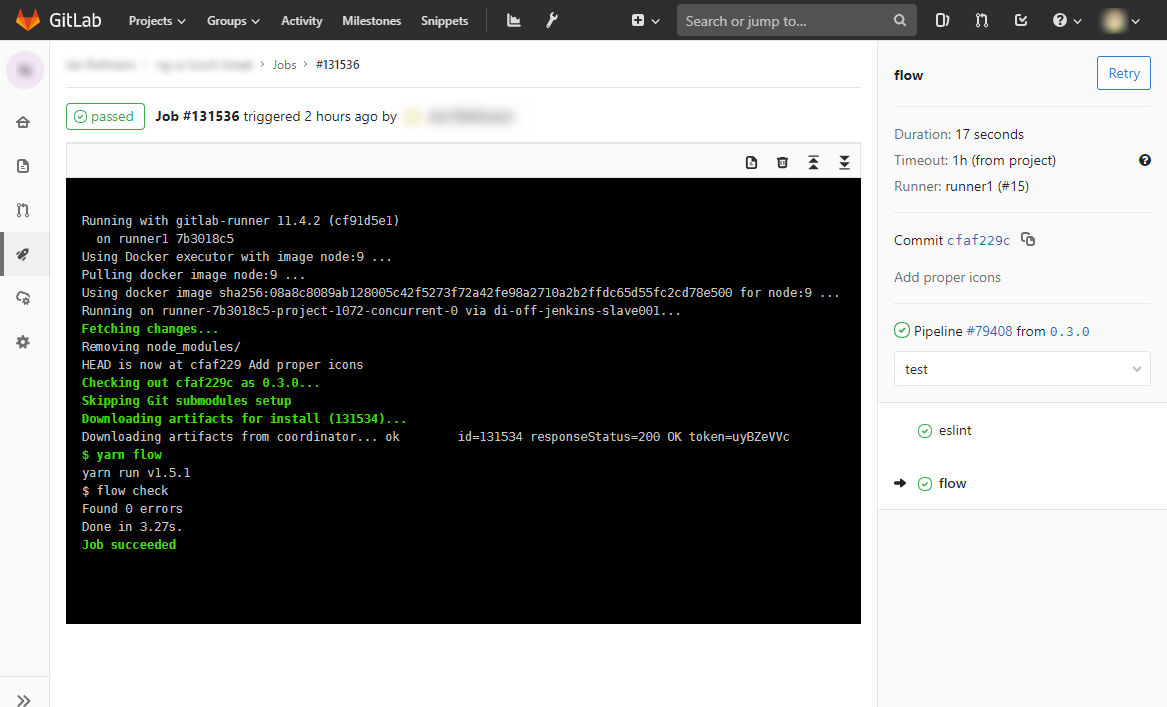 GitLab Projects Groups Activity Milestones Snippets Search or jump to...
Jobs > #131536
passed Job #131536 triggered 2 hours ago by
Running with gitlab-runner 11.4.2 (cf91d5e1)
on runner1 7b3018c5
Using Docker executor with image node:9 ...
Pulling docker image node:9 ...
Using docker image sha256:08a8c8089ab128005c42f5273f72a42fe98a2710a2b2ffdc65d55fc2cd78e500 for node:9 ...
Running on runner-7b3018c5-project-1072-concurrent-0 via di-off-jenkins-slave001...
Fetching changes...
Removing node_modules/
HEAD is now at cfaf229 Add proper icons
Checking out cfaf229c as 0.3.0...
Skipping Git submodules setup
Downloading artifacts for install (131534)...
Downloading artifacts from coordinator... ok id=131534 responseStatus=200 OK token=uyBZeVVc
$ yarn flow
yarn run v1.5.1
$ flow check
Found 0 errors
Done in 3.27s.
Job succeeded
flow Retry
Duration: 17 seconds
Timeout: 1h (from project)
Runner: runner1 (#15)
Commit cfaf229c
Add proper icons
Pipeline #79408 from 0.3.0
test
eslint
flow